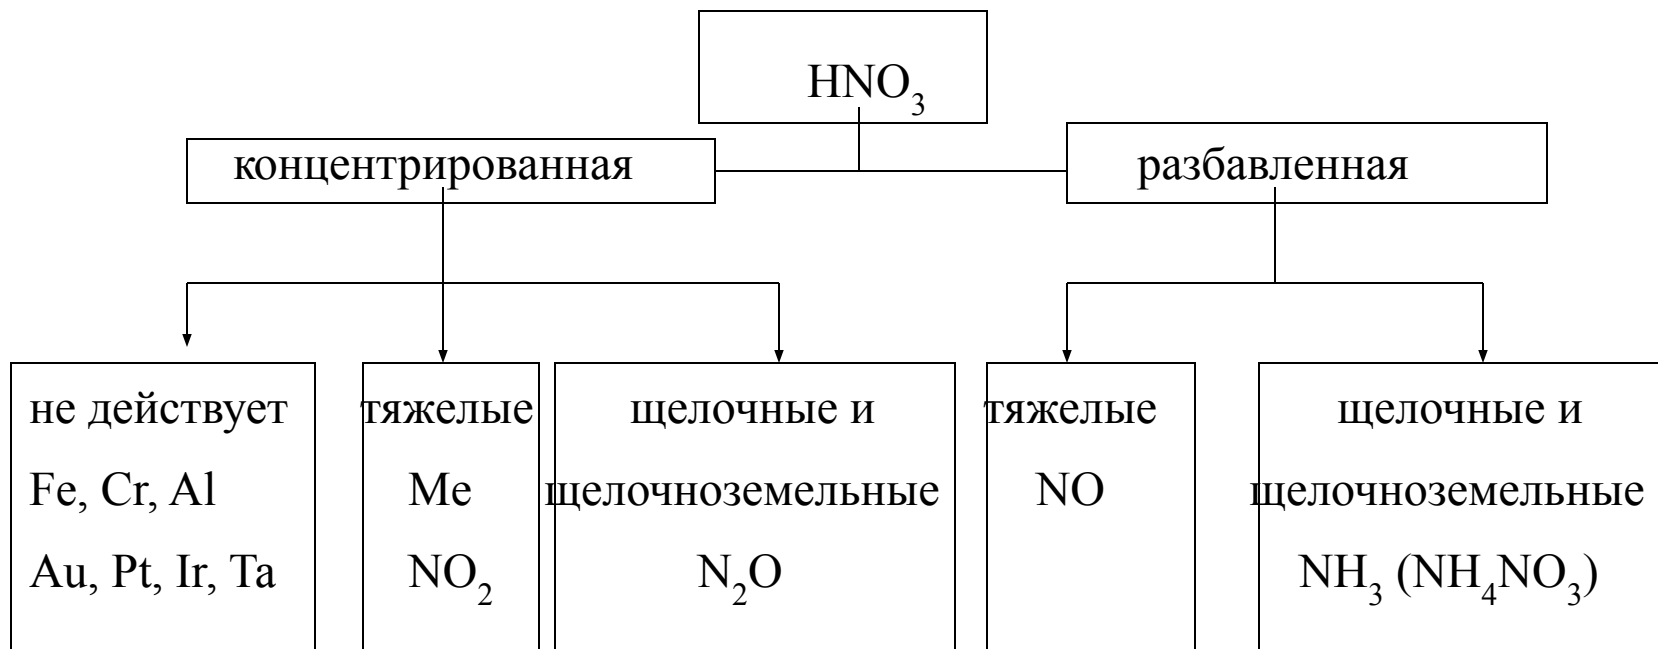 HNO₃
концентрированная
разбавленная
не действует
Fe, Cr, Al
Au, Pt, Ir, Ta
тяжелые
Me
NO₂
щелочные и
щелочноземельные
N₂O
тяжелые
NO
щелочные и
щелочноземельные
NH₃ (NH₄NO₃)